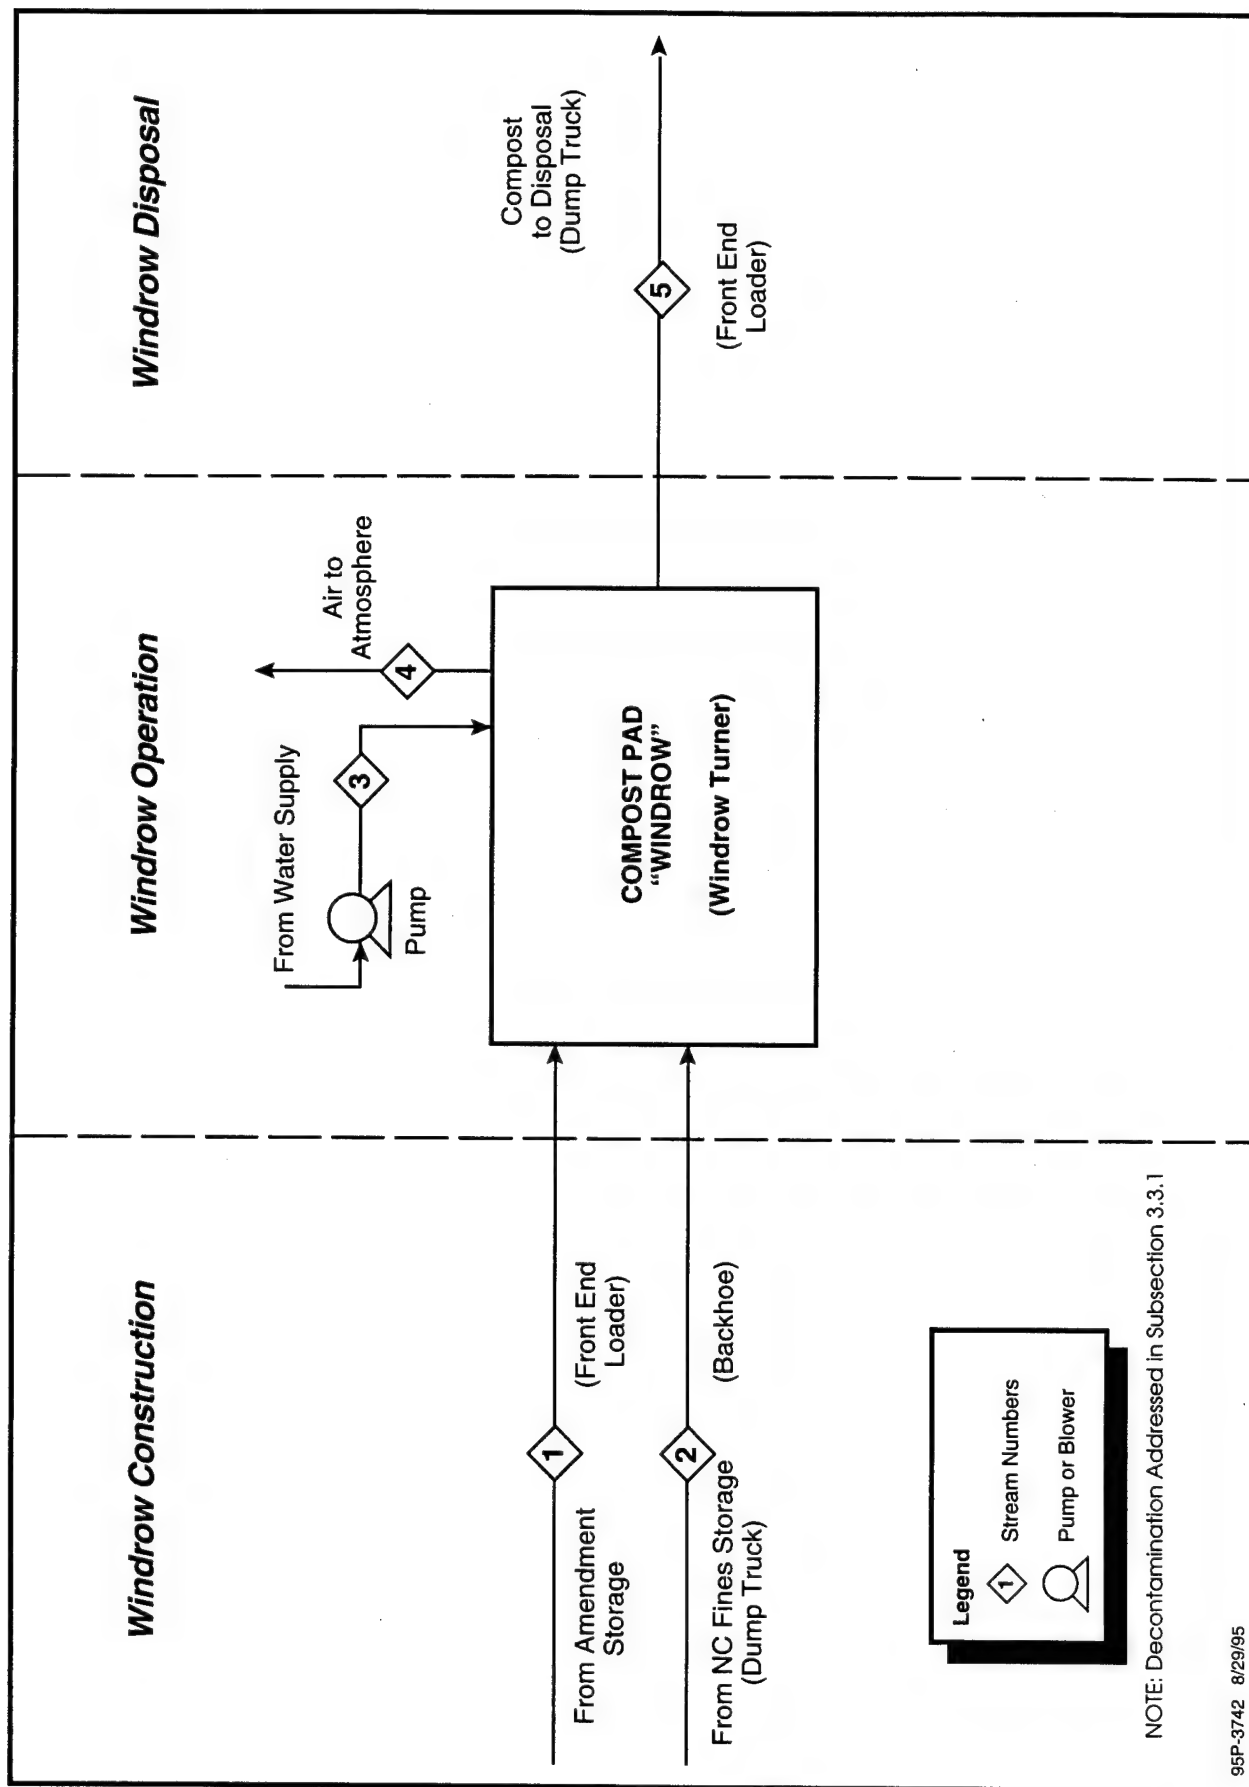 Windrow Construction
Windrow Operation
Windrow Disposal
From Amendment
Storage
1
(Front End
Loader)
From NC Fines Storage
(Dump Truck)
2
(Backhoe)
From Water Supply
Pump
3
4
Air to
Atmosphere
COMPOST PAD
“WINDROW”
(Windrow Turner)
5
(Front End
Loader)
Compost
to Disposal
(Dump Truck)
Legend
1 Stream Numbers
Pump or Blower
NOTE: Decontamination Addressed in Subsection 3.3.1
95P-3742 8/29/95